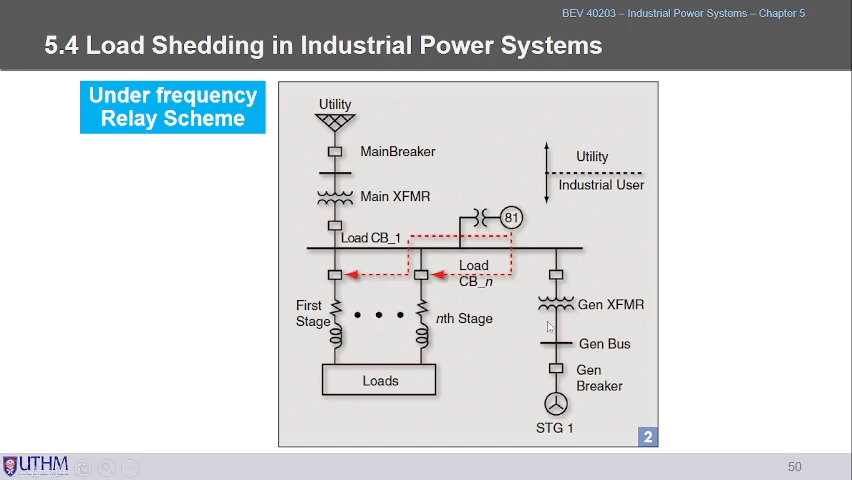 BEV 40203 – Industrial Power Systems – Chapter 5
5.4 Load Shedding in Industrial Power Systems
Under frequency
Relay Scheme
Utility
MainBreaker
Main XFMR
Utility
Industrial User
81
Load CB_1
Load
CB_n
First
Stage
nth Stage
Loads
Gen XFMR
Gen Bus
Gen
Breaker
STG 1
2
UTHM
50